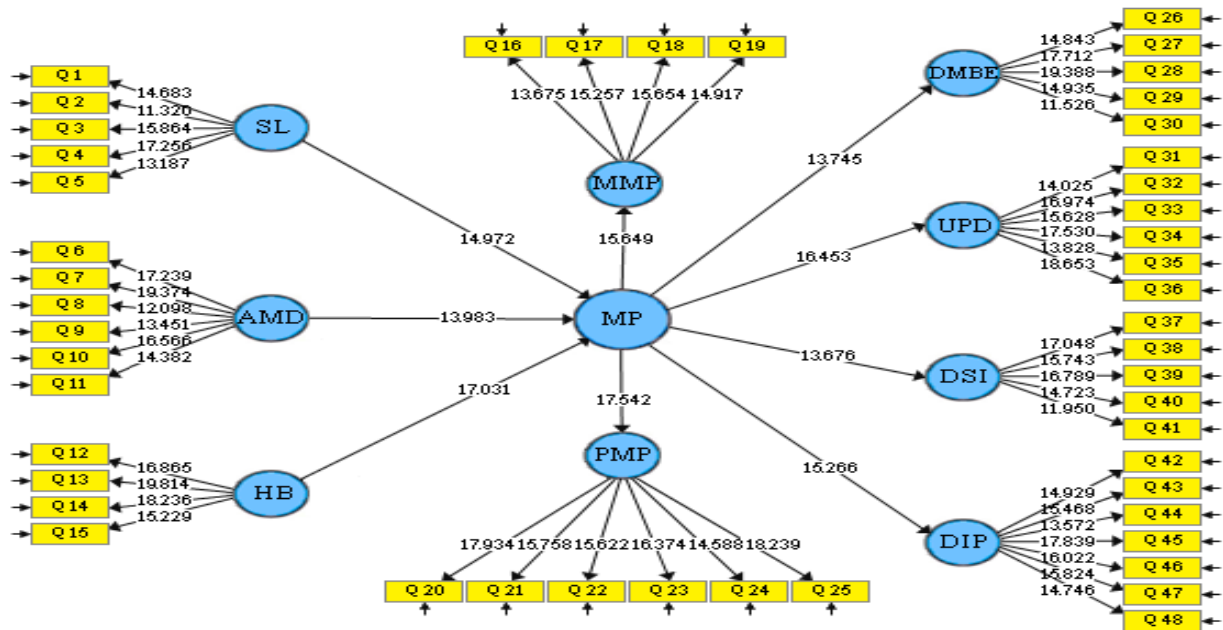 Q 1
Q 2
Q 3
Q 4
Q 5
14.683
11.320
15.864
17.256
13.187
SL
14.972
Q 6
Q 7
Q 8
Q 9
Q 10
Q 11
17.239
19.374
12.098
13.451
16.566
14.382
AMD
13.983
Q 12
Q 13
Q 14
Q 15
16.865
19.814
18.236
15.229
HB
17.031
Q 16 Q 17 Q 18 Q 19
13.675 15.257 15.654 14.917
MMP
15.649
MP
17.542
PMP
17.934 15.758 15.622 16.374 14.588 18.239
Q 20 Q 21 Q 22 Q 23 Q 24 Q 25
13.745
DMBE
14.843
17.712
19.388
14.935
11.526
Q 26
Q 27
Q 28
Q 29
Q 30
16.453
UPD
14.025
16.974
15.628
17.530
13.828
18.653
Q 31
Q 32
Q 33
Q 34
Q 35
Q 36
13.676
DSI
17.048
15.743
16.789
14.723
11.950
Q 37
Q 38
Q 39
Q 40
Q 41
15.266
DIP
14.929
15.468
13.572
17.839
16.022
15.824
14.746
Q 42
Q 43
Q 44
Q 45
Q 46
Q 47
Q 48